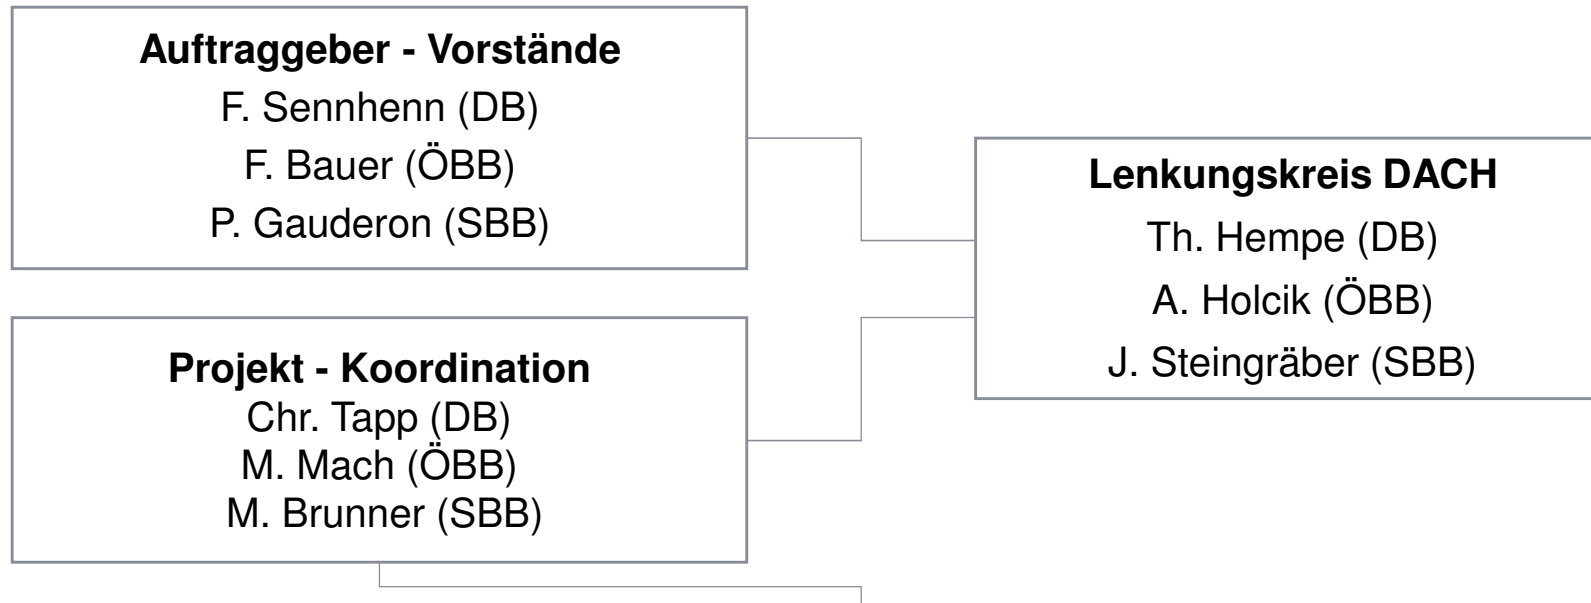 Auftraggeber - Vorstände
F. Sennhenn (DB)
F. Bauer (ÖBB)
P. Gauderon (SBB)
Lenkungskreis DACH
Th. Hempe (DB)
A. Holcik (ÖBB)
J. Steingräber (SBB)
Projekt - Koordination
Chr. Tapp (DB)
M. Mach (ÖBB)
M. Brunner (SBB)